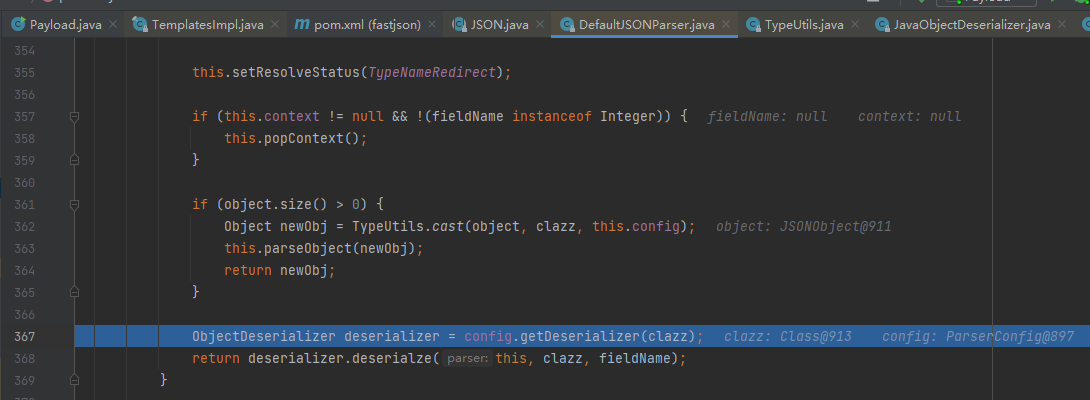 Payload.java × TemplatesImpl.java × pom.xml (fastjson) × JSON.java × DefaultJSONParser.java × TypeUtils.java × JavaObjectDeserializer.java ×
354
355 this.setResolveStatus(TypeNameRedirect);
356
357 if (this.context != null && !(fieldName instanceof Integer)) { fieldName: null context: null
358 this.popContext();
359 }
360
361 if (object.size() > 0) {
362 Object newObj = TypeUtils.cast(object, clazz, this.config); object: JSONObject@911
363 this.parseObject(newObj);
364 return newObj;
365 }
366
367 ObjectDeserializer deserializer = config.getDeserializer(clazz); clazz: Class@913 config: ParserConfig@897
368 return deserializer.deserialze( parser: this, clazz, fieldName);
369 }